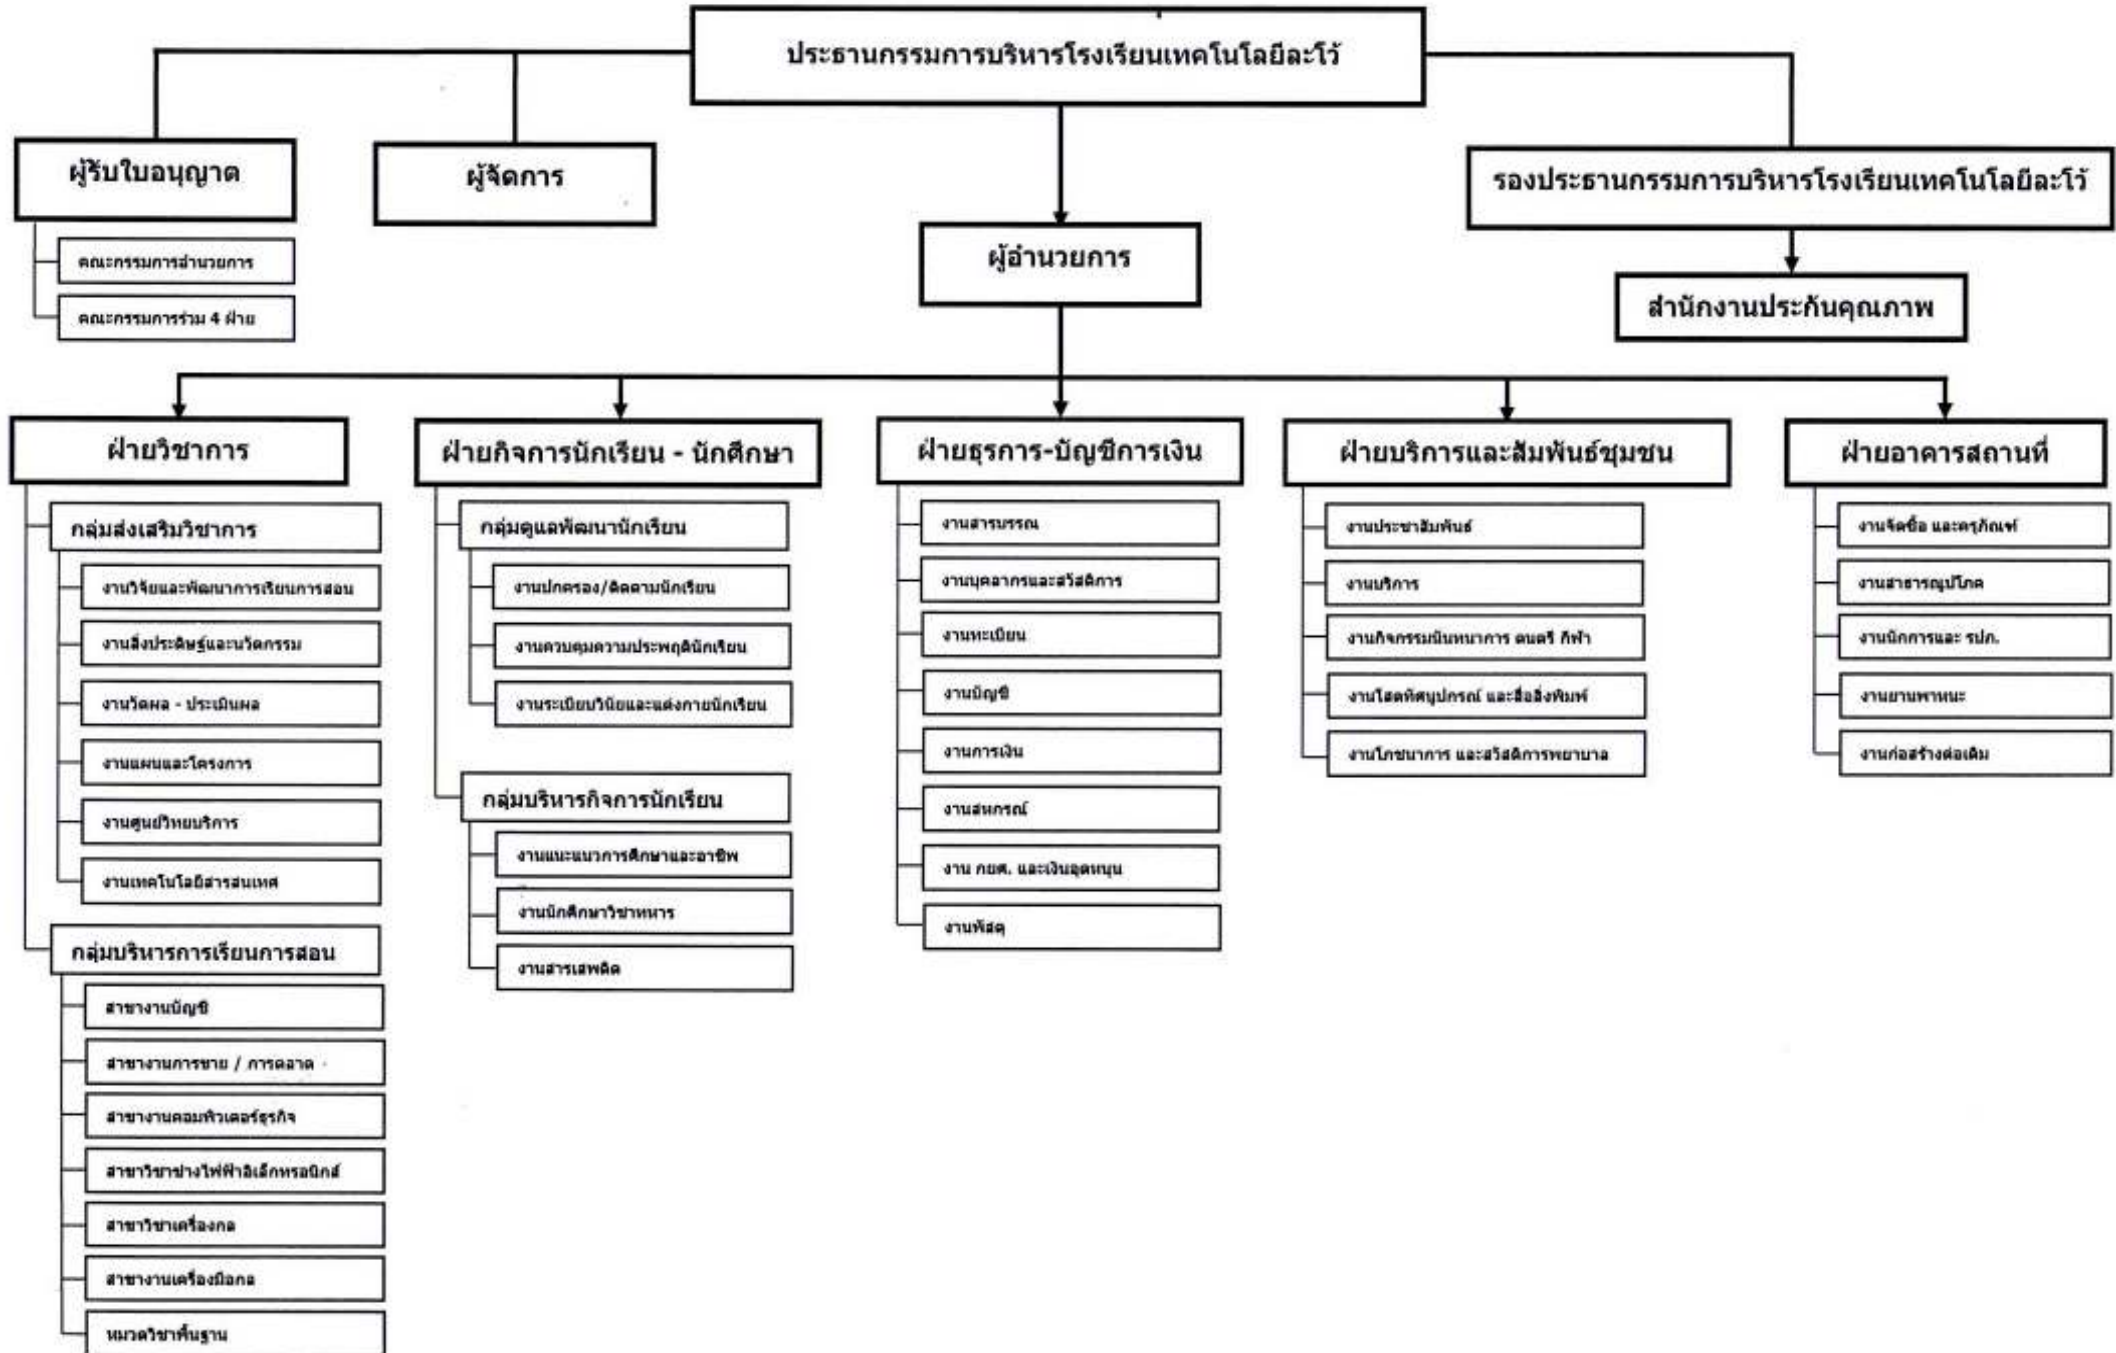 ประธานกรรมการบริหารโรงเรียนเทคโนโลยีละโว้
ผู้รับใบอนุญาต
ผู้จัดการ
รองประธานกรรมการบริหารโรงเรียนเทคโนโลยีละโว้
คณะกรรมการอำนวยการ
คณะกรรมการร่วม 4 ฝ่าย
ผู้อำนวยการ
สำนักงานประกันคุณภาพ
ฝ่ายวิชาการ
กลุ่มส่งเสริมวิชาการ
งานวิจัยและพัฒนาการเรียนการสอน
งานสิ่งประดิษฐ์และนวัตกรรม
งานวัดผล - ประเมินผล
งานแผนและโครงการ
งานศูนย์วิทยบริการ
งานเทคโนโลยีสารสนเทศ
กลุ่มบริหารการเรียนการสอน
สาขางานบัญชี
สาขางานการขาย / การตลาด
สาขางานคอมพิวเตอร์ธุรกิจ
สาขาวิชาช่างไฟฟ้าอิเล็กทรอนิกส์
สาขาวิชาเครื่องกล
สาขางานเครื่องมือกล
หมวดวิชาพื้นฐาน
ฝ่ายกิจการนักเรียน - นักศึกษา
กลุ่มดูแลพัฒนานักเรียน
งานปกครอง/ติดตามนักเรียน
งานควบคุมความประพฤตินักเรียน
งานระเบียบวินัยและแต่งกายนักเรียน
กลุ่มบริหารกิจการนักเรียน
งานแนะแนวการศึกษาและอาชีพ
งานนักศึกษาวิชาทหาร
งานสารเสพติด
ฝ่ายธุรการ-บัญชีการเงิน
งานสารบรรณ
งานบุคลากรและสวัสดิการ
งานทะเบียน
งานบัญชี
งานการเงิน
งานสหกรณ์
งาน กยศ. และเงินอุดหนุน
งานพัสดุ
ฝ่ายบริการและสัมพันธ์ชุมชน
งานประชาสัมพันธ์
งานบริการ
งานกิจกรรมนันทนาการ ดนตรี กีฬา
งานโสตทัศนูปกรณ์ และสื่อสิ่งพิมพ์
งานโภชนาการ และสวัสดิการพยาบาล
ฝ่ายอาคารสถานที่
งานจัดซื้อ และครุภัณฑ์
งานสาธารณูปโภค
งานนักการและ รปภ.
งานยานพาหนะ
งานก่อสร้างต่อเติม